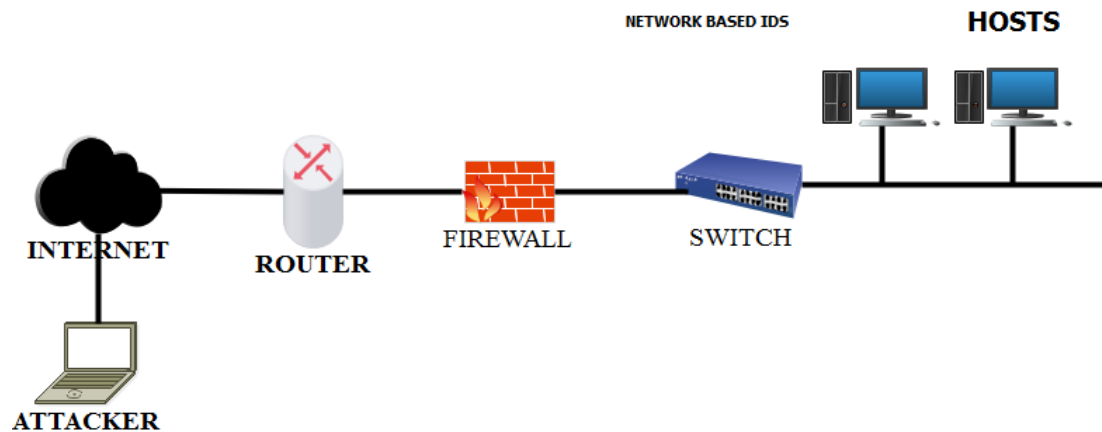 NETWORK BASED IDS
HOSTS
INTERNET
ROUTER
FIREWALL
SWITCH
ATTACKER